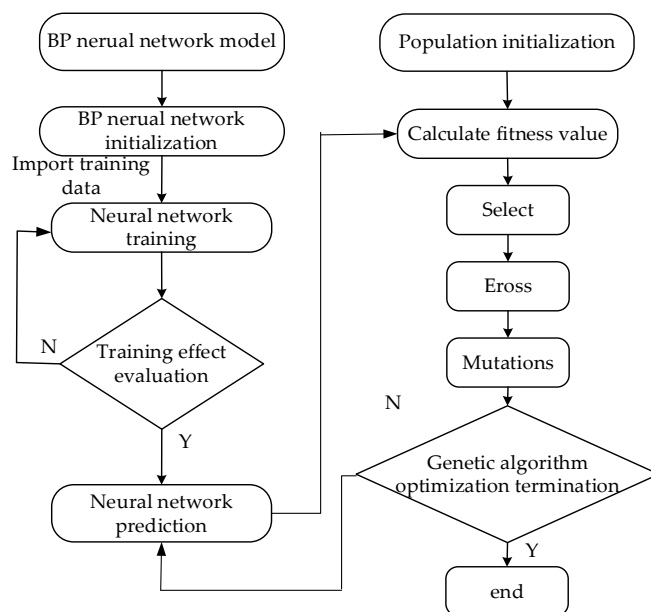 BP nerual network model
BP nerual network
initialization
Import training
data
Neural network
training
N
Training effect
evaluation
Y
Neural network
prediction
Population initialization
Calculate fitness value
Select
Eross
Mutations
N
Genetic algorithm
optimization termination
Y
end